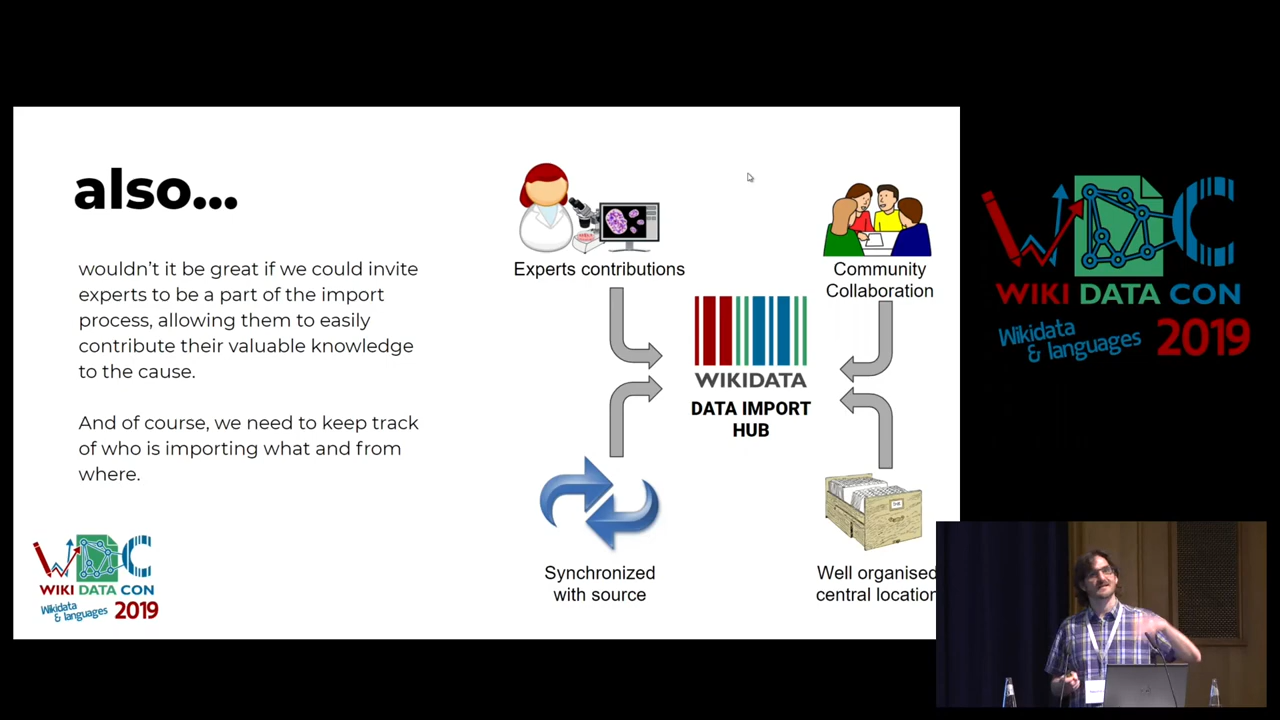 also...
wouldn't it be great if we could invite
experts to be a part of the import
process, allowing them to easily
contribute their valuable knowledge
to the cause.
And of course, we need to keep track
of who is importing what and from
where.
WIKI DATA CON
Wikidata
& languages 2019
Experts contributions
Community
Collaboration
WIKIDATA
DATA IMPORT
HUB
Synchronized
with source
Well organised
central location
WDC
WIKI DATA CON
Wikidata
& languages 2019